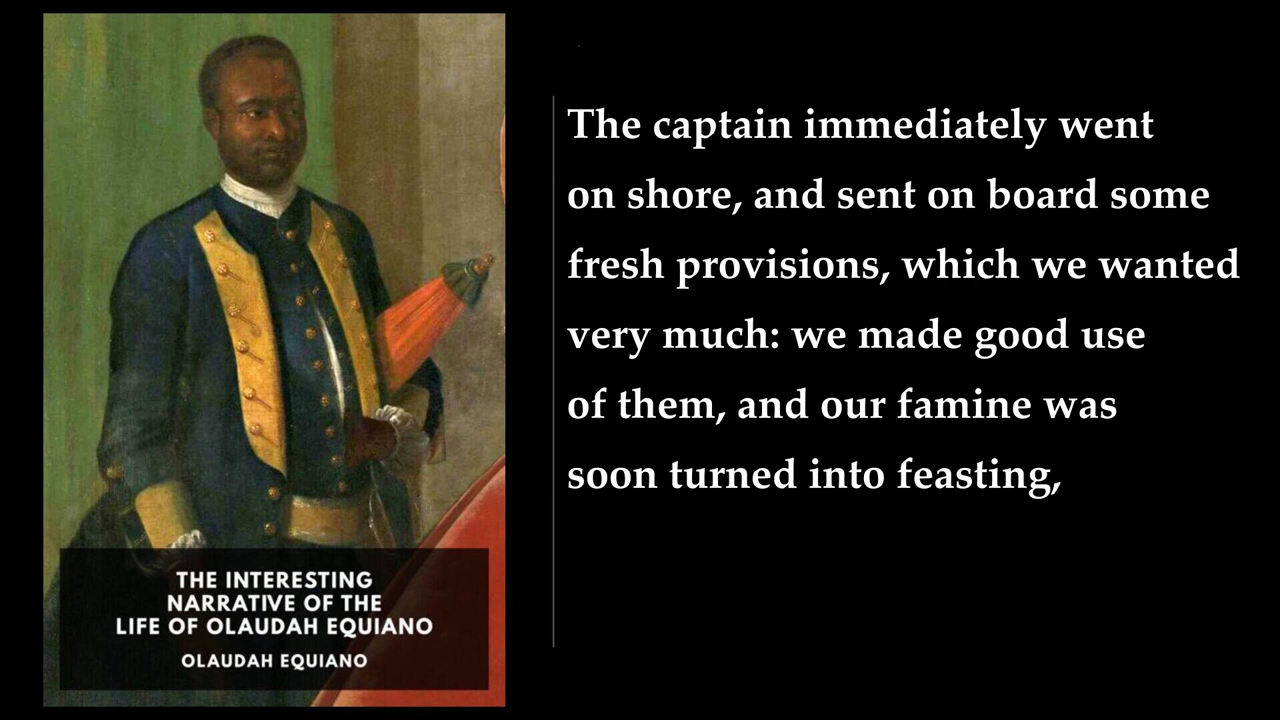 The captain immediately went
on shore, and sent on board some
fresh provisions, which we wanted
very much: we made good use
of them, and our famine was
soon turned into feasting,
THE INTERESTING
NARRATIVE OF THE
LIFE OF OLAUDAH EQUIANO
OLAUDAH EQUIANO